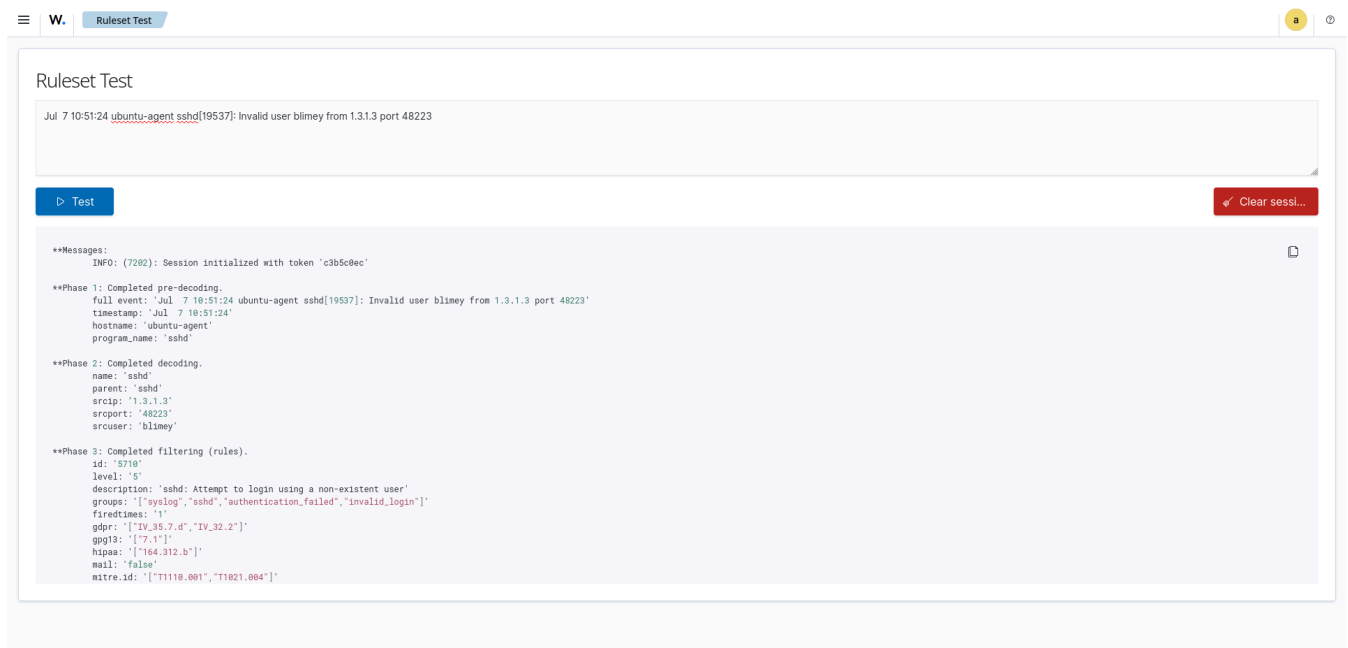 W.
Ruleset Test
a
Ruleset Test
Jul  7 10:51:24 ubuntu-agent sshd[19537]: Invalid user blimey from 1.3.1.3 port 48223
Test
Clear sessi...
**Messages:
        INFO: (7202): Session initialized with token 'c3b5c0ec'
**Phase 1: Completed pre-decoding.
        full event: 'Jul  7 10:51:24 ubuntu-agent sshd[19537]: Invalid user blimey from 1.3.1.3 port 48223'
        timestamp: 'Jul  7 10:51:24'
        hostname: 'ubuntu-agent'
        program_name: 'sshd'
**Phase 2: Completed decoding.
        name: 'sshd'
        parent: 'sshd'
        srcip: '1.3.1.3'
        srcport: '48223'
        srcuser: 'blimey'
**Phase 3: Completed filtering (rules).
        id: '5710'
        level: '5'
        description: 'sshd: Attempt to login using a non-existent user'
        groups: '["syslog","sshd","authentication_failed","invalid_login"]'
        firedtimes: '1'
        gdpr: '["IV_35.7.d","IV_32.2"]'
        gpg13: '["7.1"]'
        hipaa: '["164.312.b"]'
        mail: 'false'
        mitre.id: '["T1110.001","T1021.004"]'